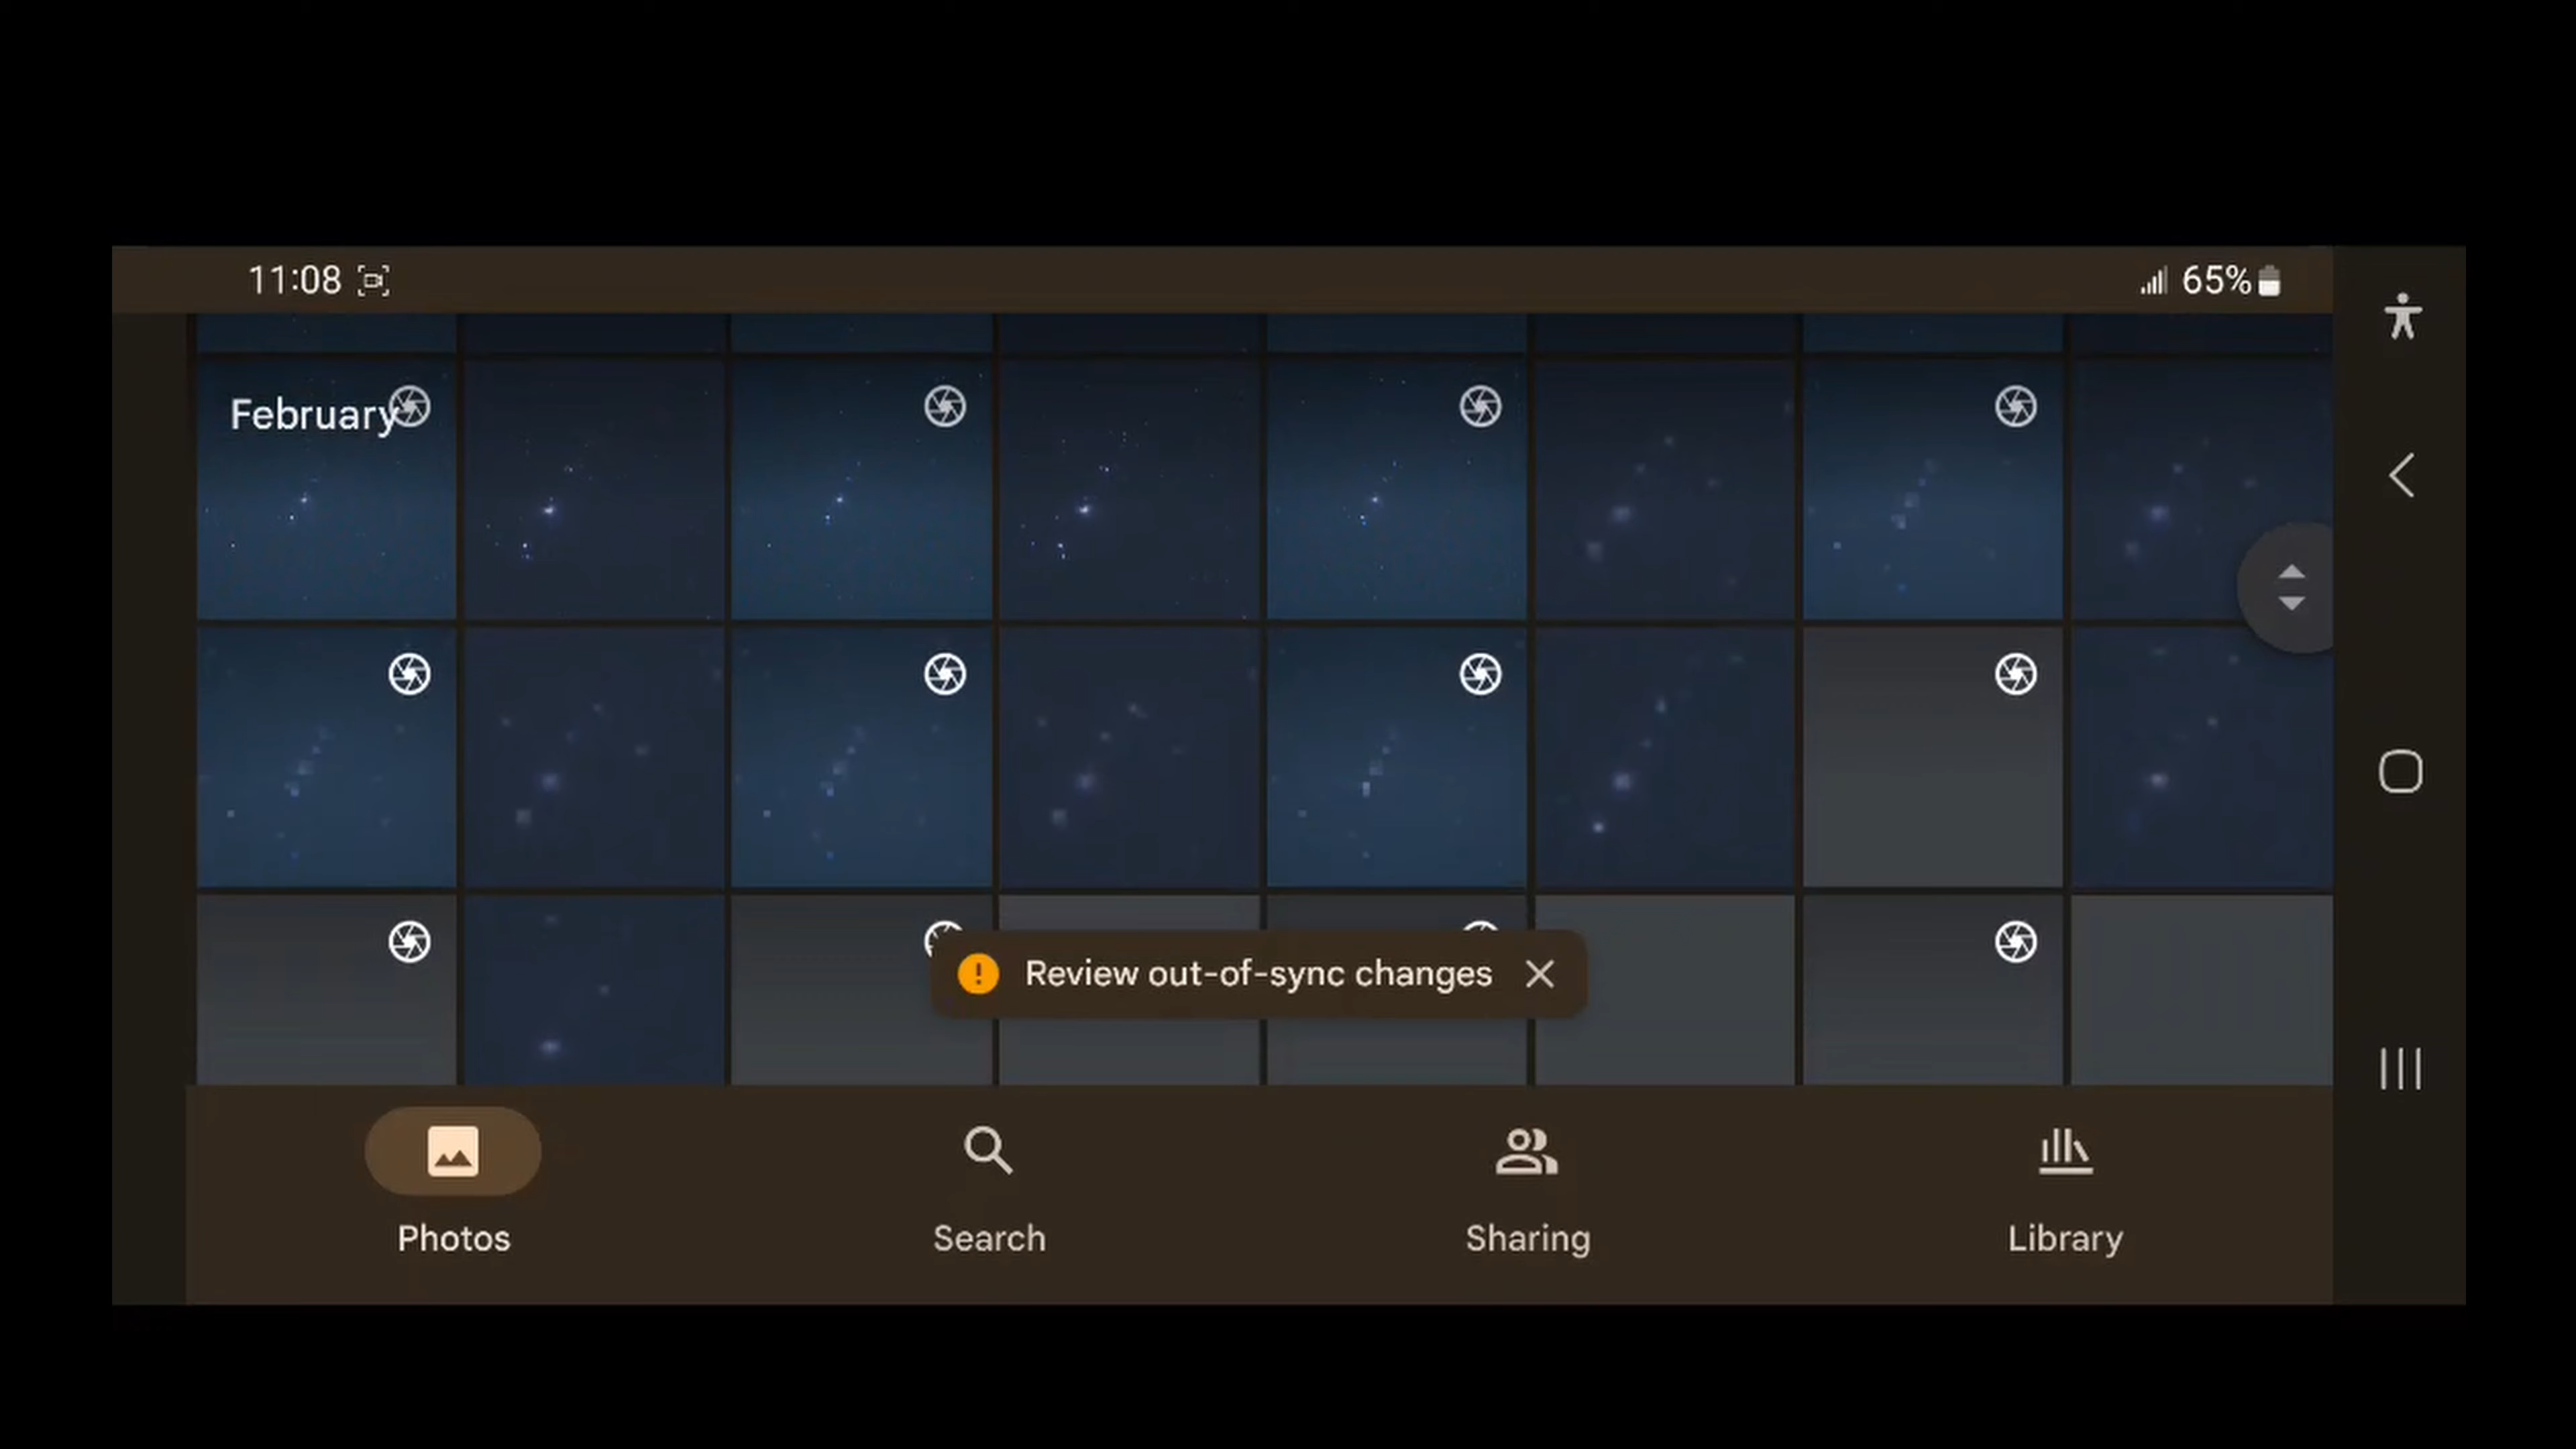 11:08
65%
February
Review out-of-sync changes
Photos
Search
Sharing
Library